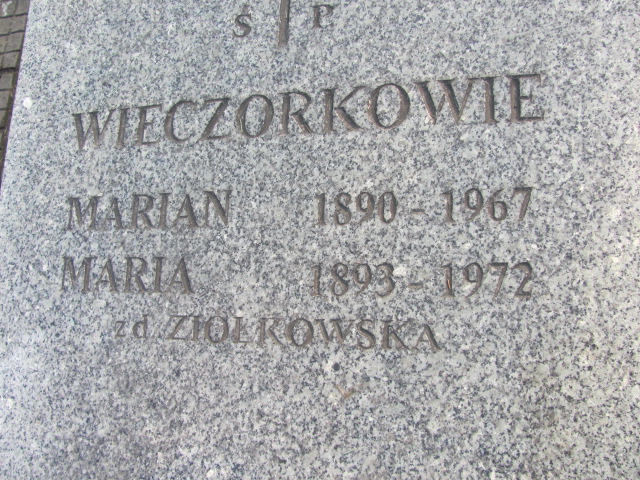 Ś P
WIECZORKOWIE
MARIAN 1890 - 1967
MARIA 1893 - 1972
zd. ZIOŁKOWSKA